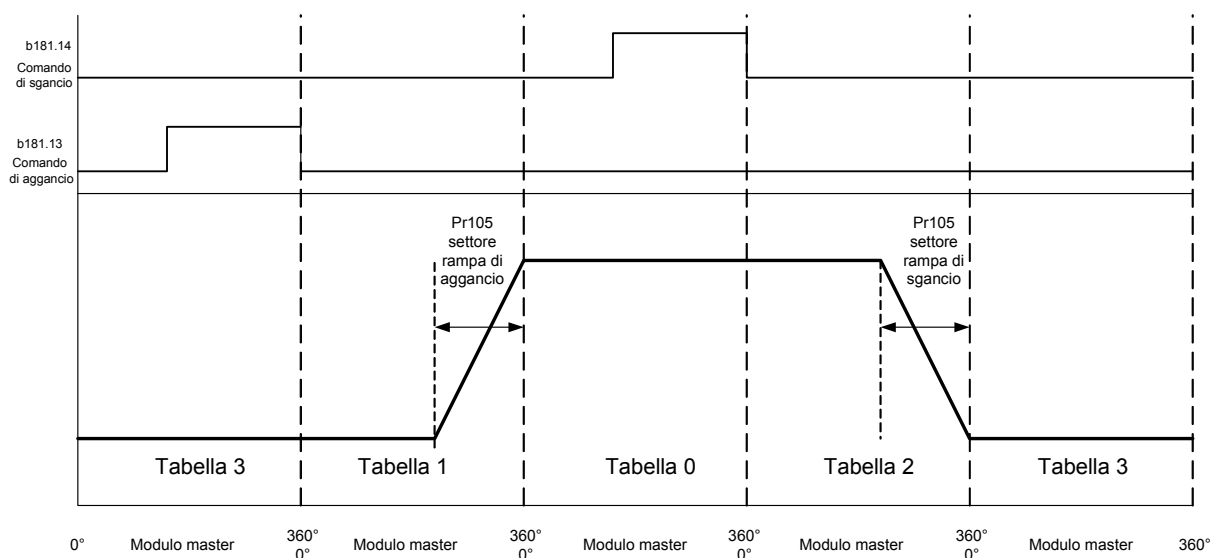 b181.14
Comando
di sgancio
b181.13
Comando
di aggancio
Pr105
settore
rampa di
aggancio
Pr105
settore
rampa di
sgancio
Tabella 3
Tabella 1
Tabella 0
Tabella 2
Tabella 3
0°
Modulo master
360°
0°
Modulo master
360°
0°
Modulo master
360°
0°
Modulo master
360°
0°
Modulo master
360°